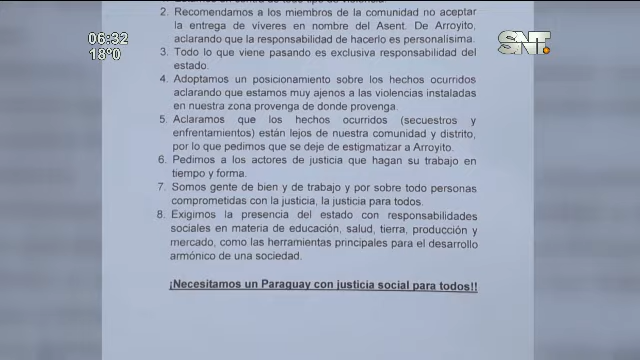 06:32
18°0
SNT
2. Recomendamos a los miembros de la comunidad no aceptar
la entrega de víveres en nombre del Asent. De Arroyito,
aclarando que la responsabilidad de hacerlo es personalísima.
3. Todo lo que viene pasando es exclusiva responsabilidad del
estado.
4. Adoptamos un posicionamiento sobre los hechos ocurridos
aclarando que estamos muy ajenos a las violencias instaladas
en nuestra zona provenga de donde provenga.
5. Aclaramos que los hechos ocurridos (secuestros y
enfrentamientos) están lejos de nuestra comunidad y distrito,
por lo que pedimos que se deje de estigmatizar a Arroyito.
6. Pedimos a los actores de justicia que hagan su trabajo en
tiempo y forma.
7. Somos gente de bien y de trabajo y por sobre todo personas
comprometidas con la justicia, la justicia para todos.
8. Exigimos la presencia del estado con responsabilidades
sociales en materia de educación, salud, tierra, producción y
mercado, como las herramientas principales para el desarrollo
armónico de una sociedad.
¡Necesitamos un Paraguay con justicia social para todos!!